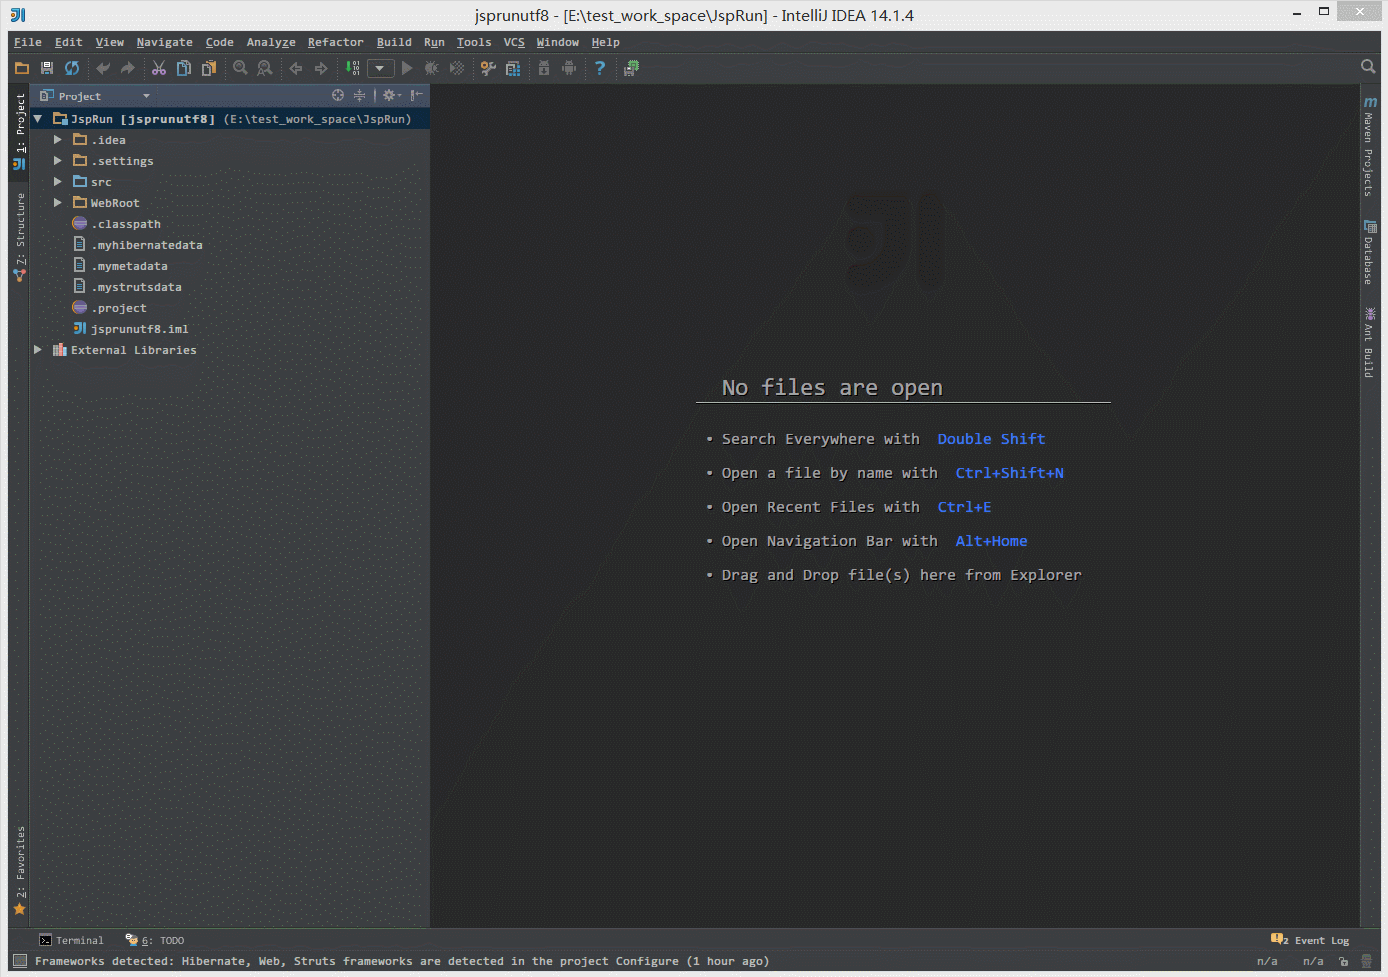 jsprunutf8 - [E:\test_work_space\JspRun] - IntelliJ IDEA 14.1.4
File Edit View Navigate Code Analyze Refactor Build Run Tools VCS Window Help
Project
JspRun [jsprunutf8] (E:\test_work_space\JspRun)
.idea
.settings
src
WebRoot
.classpath
.myhibernatedata
.mymetadata
.mystrutsdata
.project
jsprunutf8.iml
External Libraries
1: Project
7: Structure
2: Favorites
No files are open
• Search Everywhere with Double Shift
• Open a file by name with Ctrl+Shift+N
• Open Recent Files with Ctrl+E
• Open Navigation Bar with Alt+Home
• Drag and Drop file(s) here from Explorer
m Maven Projects
Database
Ant Build
Terminal
6: TODO
2 Event Log
Frameworks detected: Hibernate, Web, Struts frameworks are detected in the project Configure (1 hour ago)
n/a n/a